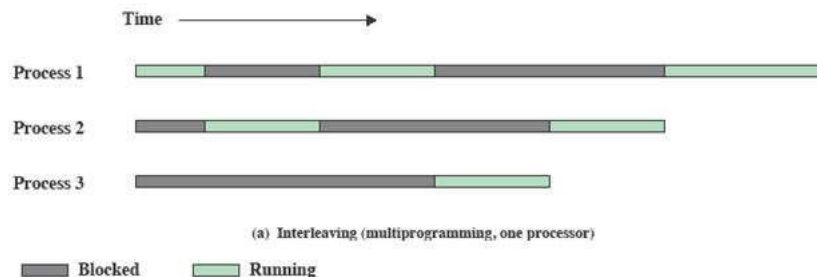 Time
Process 1
Process 2
Process 3
(a) Interleaving (multiprogramming, one processor)
Blocked Running